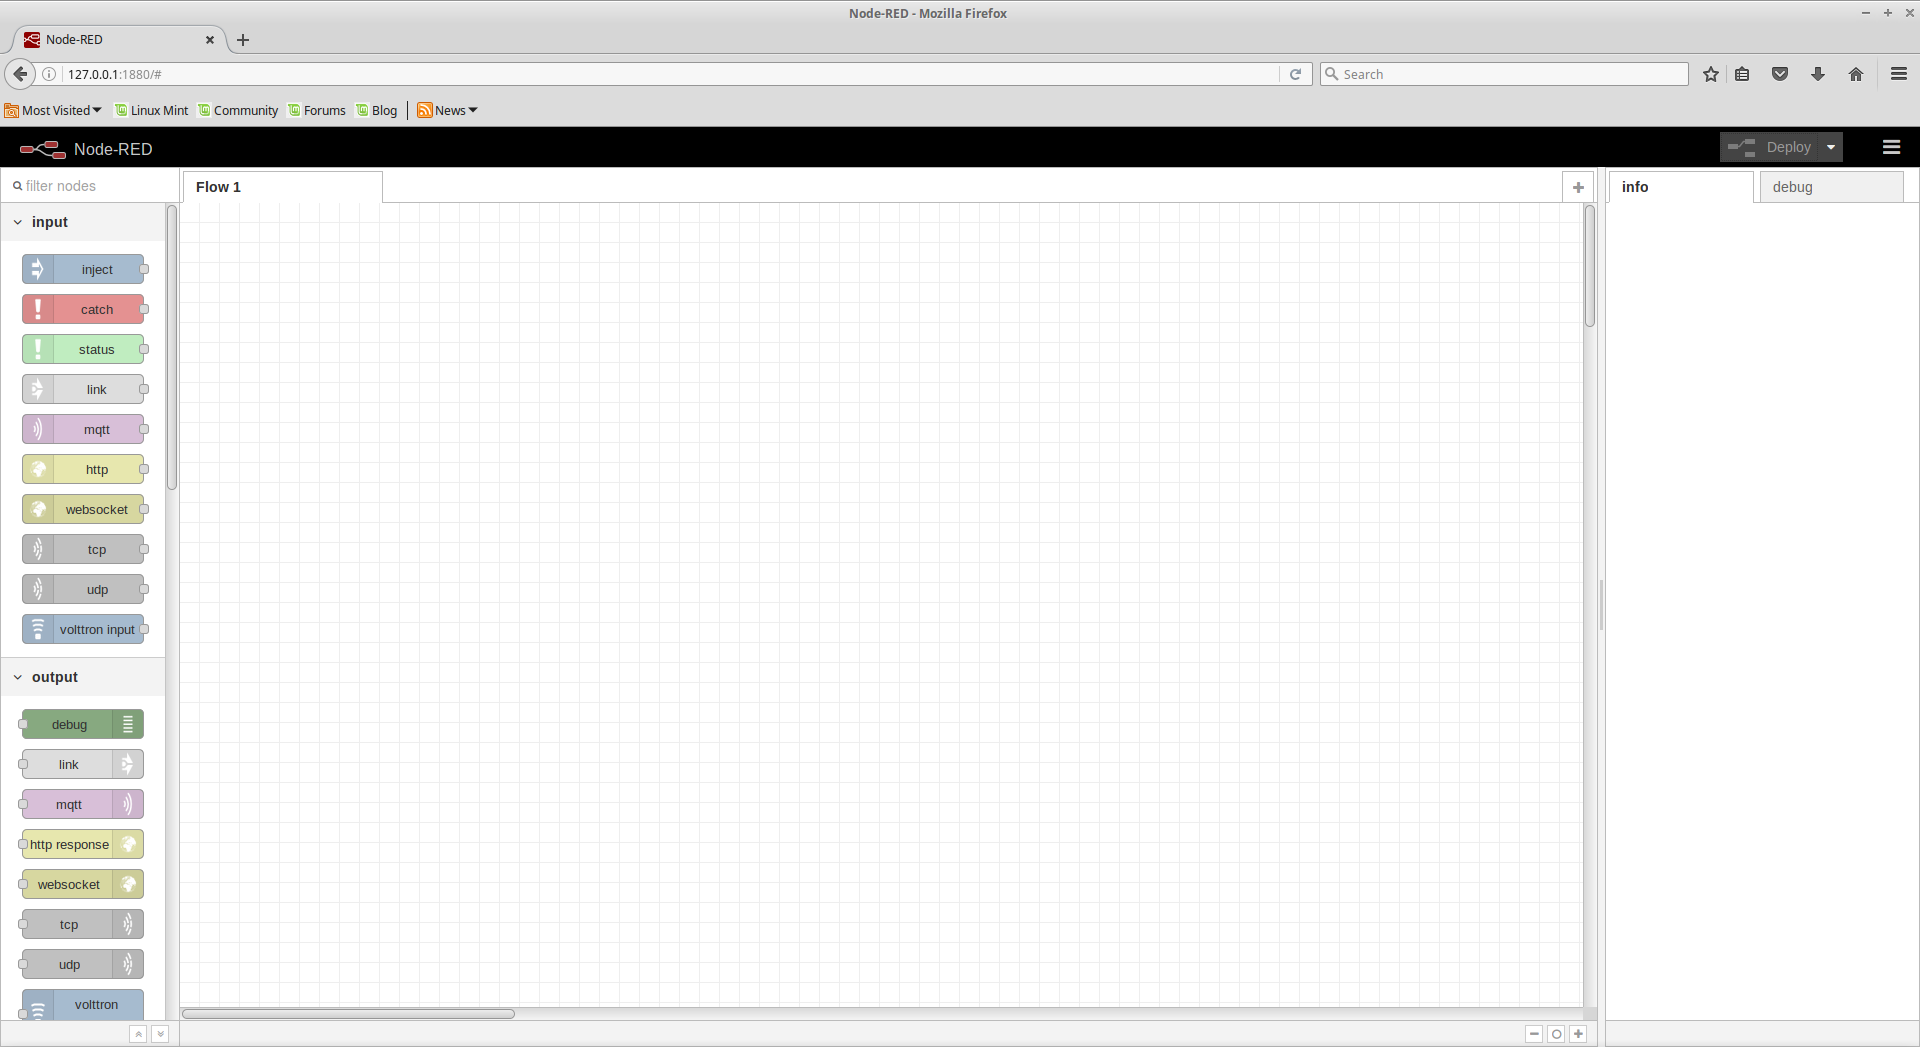 Node-RED - Mozilla Firefox
Node-RED
127.0.0.1:1880/#
Search
Most Visited
Linux Mint
Community
Forums
Blog
News
Node-RED
Deploy
filter nodes
Flow 1
info
debug
input
inject
catch
status
link
mqtt
http
websocket
tcp
udp
volttron input
output
debug
link
mqtt
http response
websocket
tcp
udp
volttron